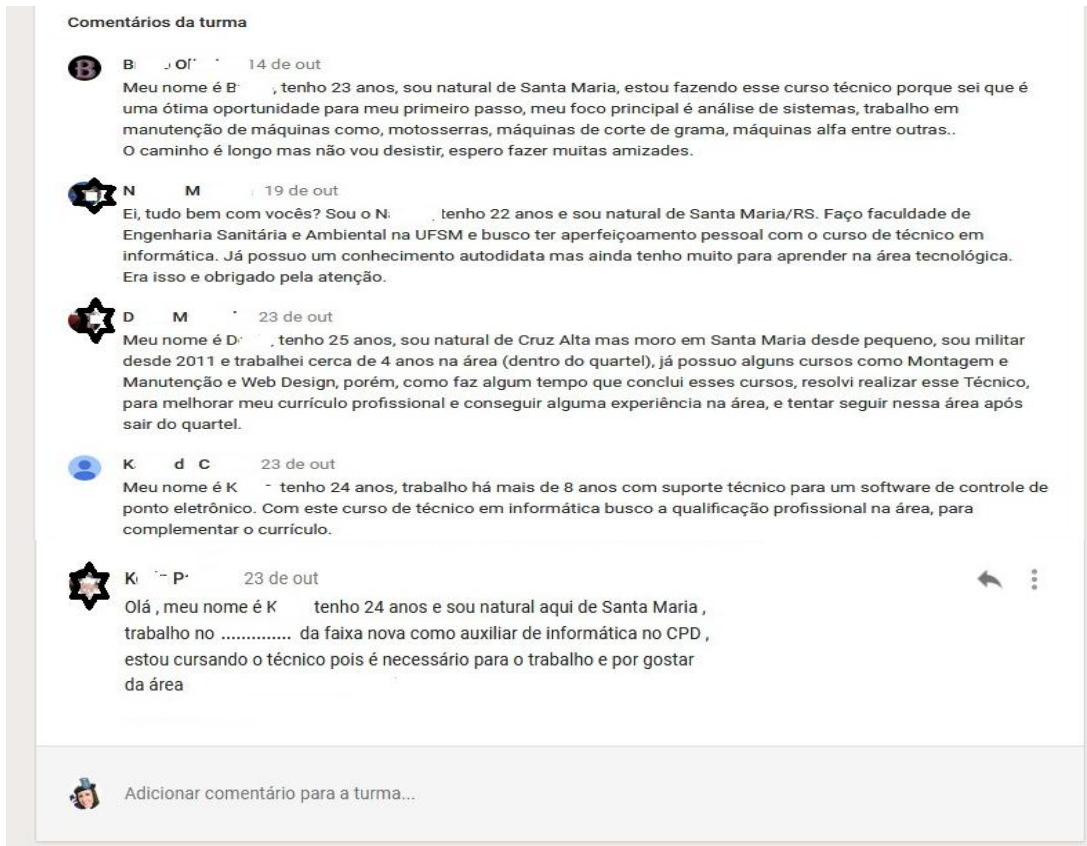 Comentários da turma
B Ol 14 de out
Meu nome é B , tenho 23 anos, sou natural de Santa Maria, estou fazendo esse curso técnico porque sei que é
uma ótima oportunidade para meu primeiro passo, meu foco principal é análise de sistemas, trabalho em
manutenção de máquinas como, motosserras, máquinas de corte de grama, máquinas alfa entre outras..
O caminho é longo mas não vou desistir, espero fazer muitas amizades.
N M 19 de out
Ei, tudo bem com vocês? Sou o N , tenho 22 anos e sou natural de Santa Maria/RS. Faço faculdade de
Engenharia Sanitária e Ambiental na UFSM e busco ter aperfeiçoamento pessoal com o curso de técnico em
informática. Já possuo um conhecimento autodidata mas ainda tenho muito para aprender na área tecnológica.
Era isso e obrigado pela atenção.
D M 23 de out
Meu nome é D , tenho 25 anos, sou natural de Cruz Alta mas moro em Santa Maria desde pequeno, sou militar
desde 2011 e trabalhei cerca de 4 anos na área (dentro do quartel), já possuo alguns cursos como Montagem e
Manutenção e Web Design, porém, como faz algum tempo que conclui esses cursos, resolvi realizar esse Técnico,
para melhorar meu currículo profissional e conseguir alguma experiência na área, e tentar seguir nessa área após
sair do quartel.
K d C 23 de out
Meu nome é K tenho 24 anos, trabalho há mais de 8 anos com suporte técnico para um software de controle de
ponto eletrônico. Com este curso de técnico em informática busco a qualificação profissional na área, para
complementar o currículo.
K P 23 de out
Olá , meu nome é K tenho 24 anos e sou natural aqui de Santa Maria ,
trabalho no .............. da faixa nova como auxiliar de informática no CPD ,
estou cursando o técnico pois é necessário para o trabalho e por gostar
da área
Adicionar comentário para a turma...